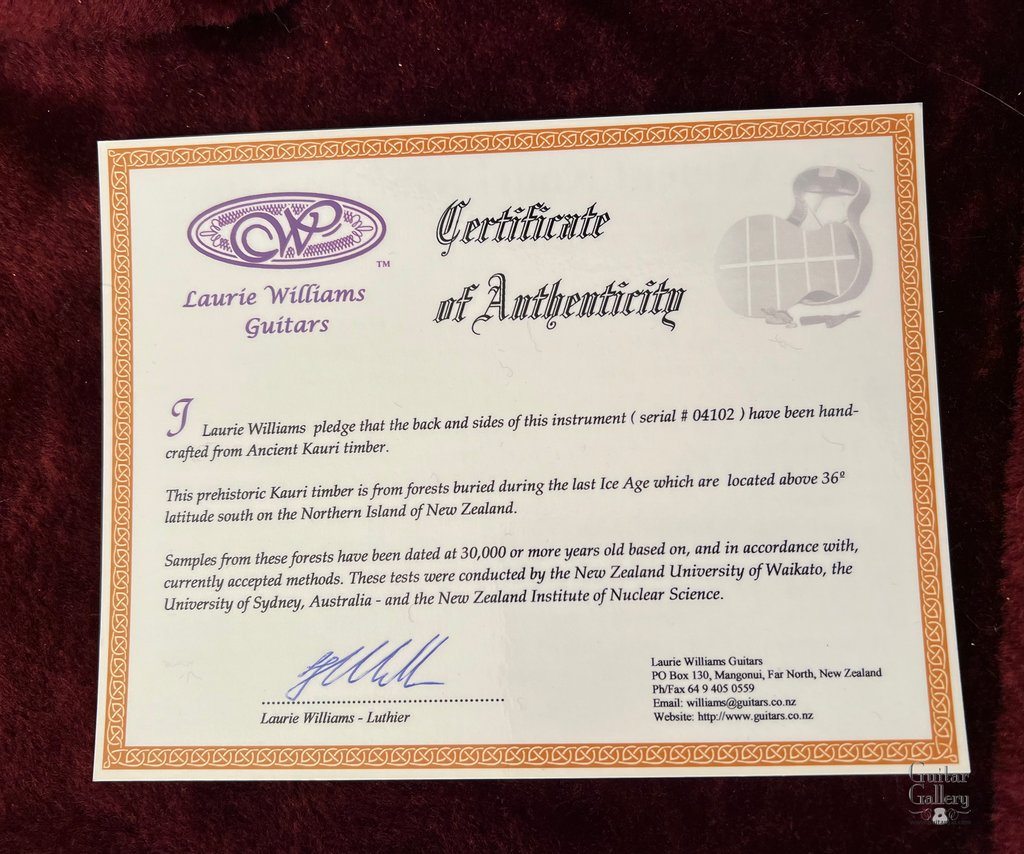 CW
TM
Laurie Williams
Guitars
Certificate
of Authenticity
I Laurie Williams pledge that the back and sides of this instrument ( serial # 04102 ) have been hand-
crafted from Ancient Kauri timber.
This prehistoric Kauri timber is from forests buried during the last Ice Age which are located above 36º
latitude south on the Northern Island of New Zealand.
Samples from these forests have been dated at 30,000 or more years old based on, and in accordance with,
currently accepted methods. These tests were conducted by the New Zealand University of Waikato, the
University of Sydney, Australia - and the New Zealand Institute of Nuclear Science.
Laurie Williams - Luthier
Laurie Williams Guitars
PO Box 130, Mangonui, Far North, New Zealand
Ph/Fax 64 9 405 0559
Email: williams@guitars.co.nz
Website: http://www.guitars.co.nz
Guitar
Gallery